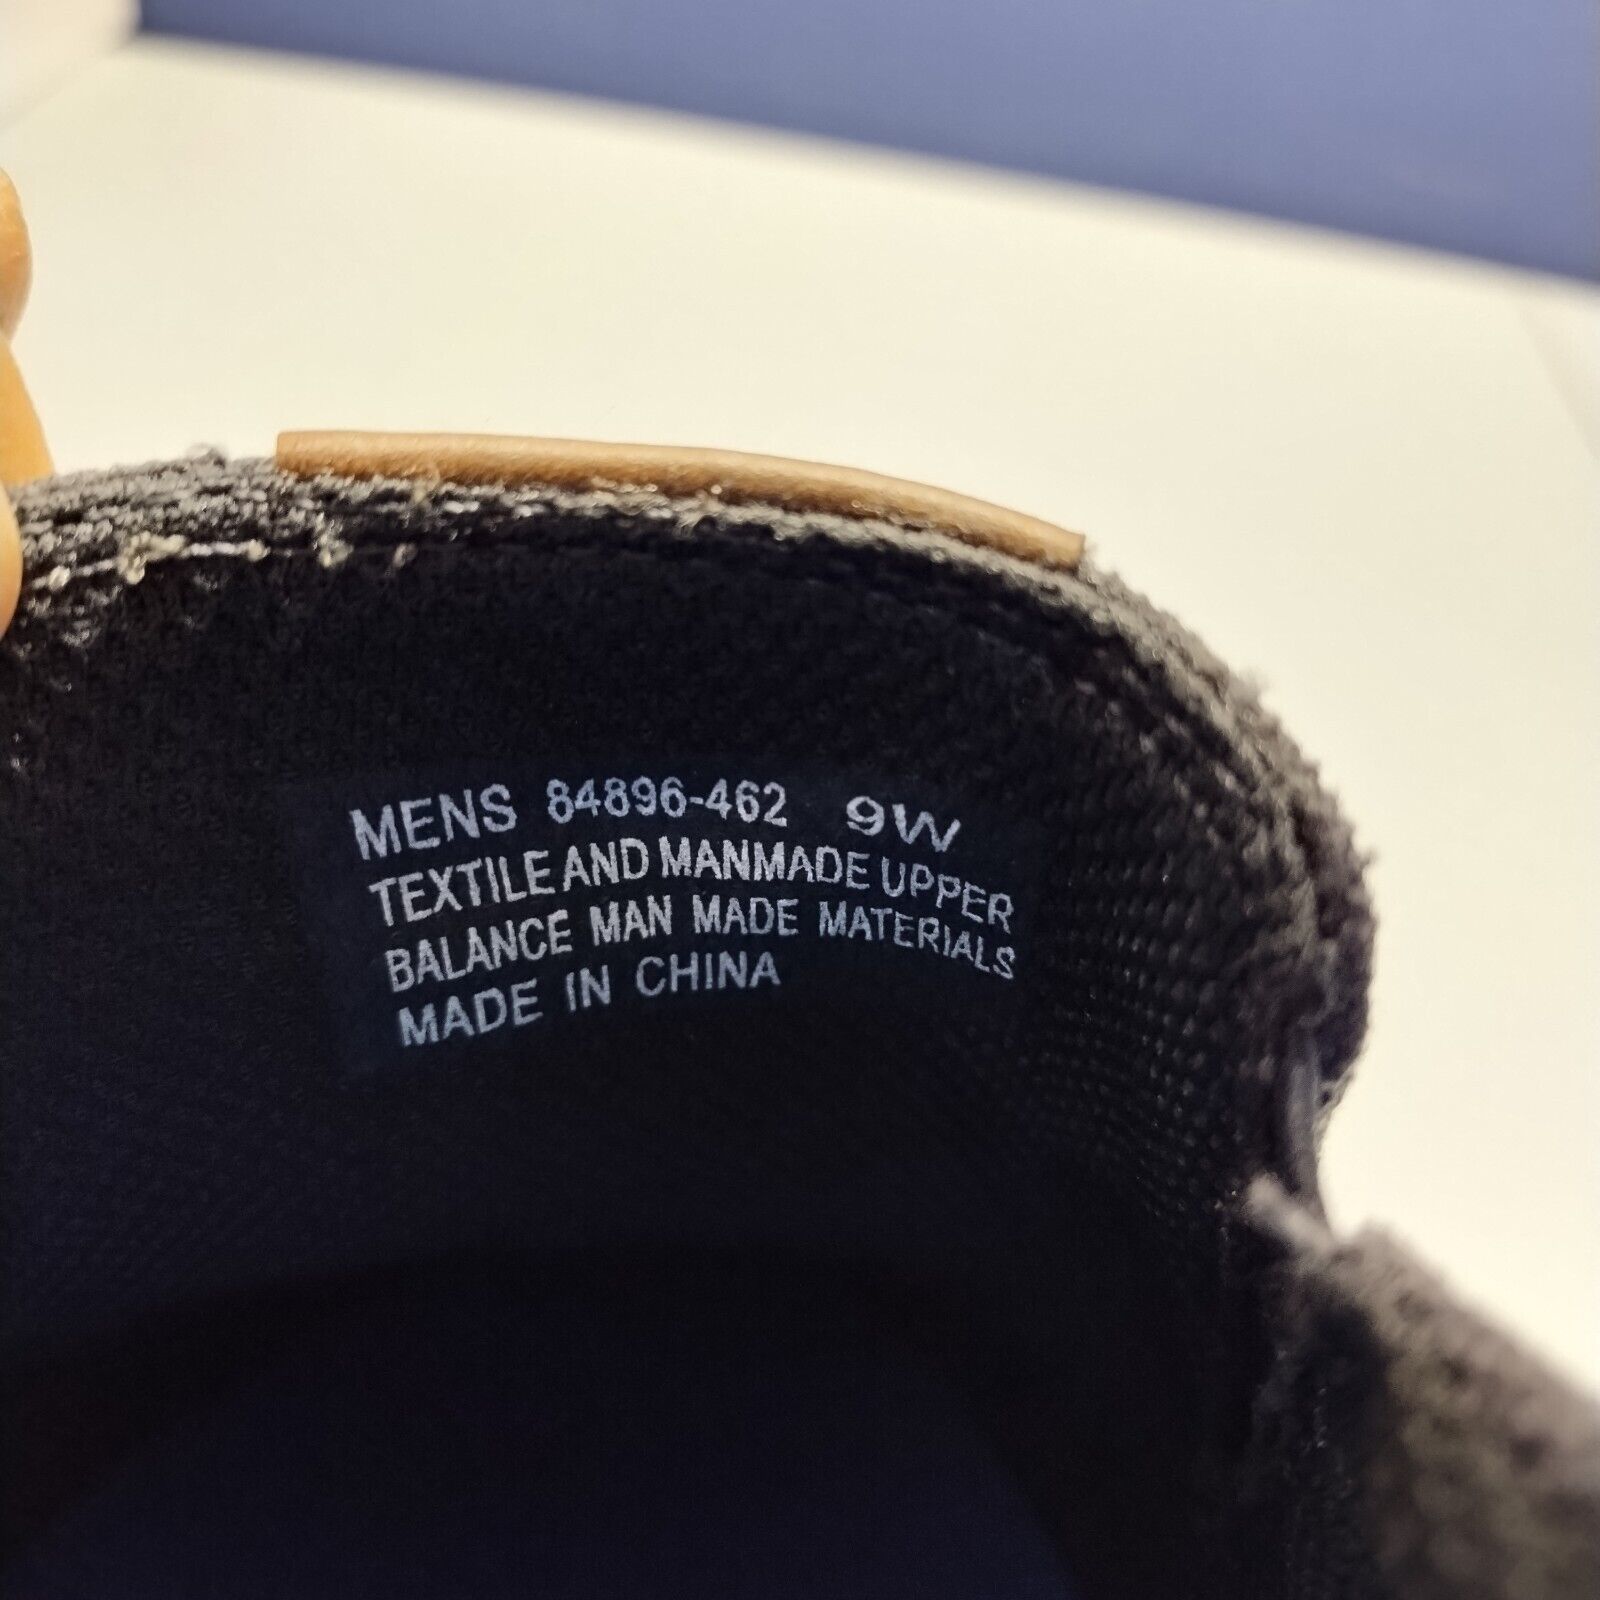 MENS 84896-462 9W
TEXTILE AND MANMADE UPPER
BALANCE MAN MADE MATERIALS
MADE IN CHINA